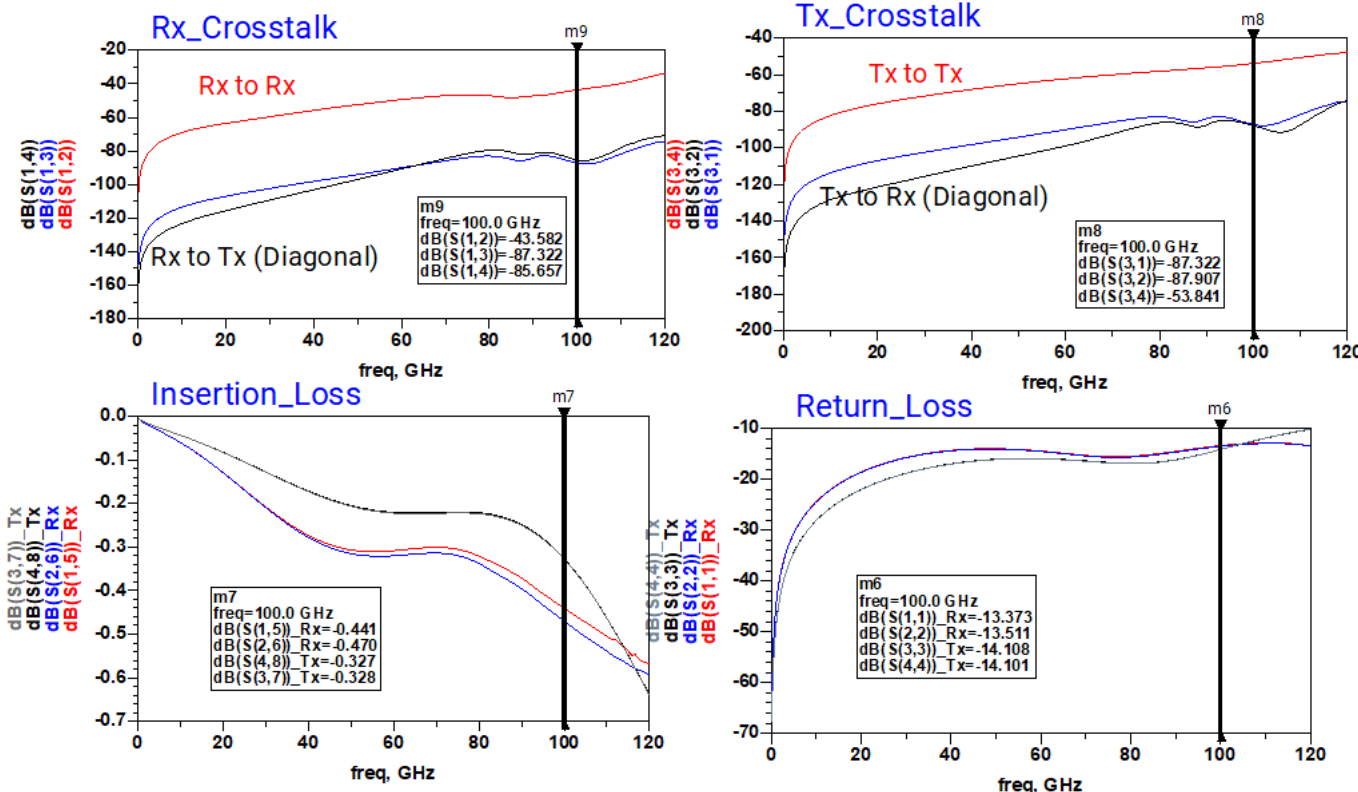 Rx_Crosstalk
m9
-20
-40
-60
-80
-100
-120
-140
-160
-180
dB(S(1,4))
dB(S(1,3))
dB(S(1,2))
Rx to Rx
Rx to Tx (Diagonal)
m9
freq=100.0 GHz
dB(S(1,2))=-43.582
dB(S(1,3))=-87.322
dB(S(1,4))=-85.657
0 20 40 60 80 100 120
freq, GHz
Tx_Crosstalk
m8
-40
-60
-80
-100
-120
-140
-160
-180
-200
dB(S(3,4))
dB(S(3,2))
dB(S(3,1))
Tx to Tx
Tx to Rx (Diagonal)
m8
freq=100.0 GHz
dB(S(3,1))=-87.322
dB(S(3,2))=-87.907
dB(S(3,4))=-53.841
0 20 40 60 80 100 120
freq, GHz
Insertion_Loss
m7
0.0
-0.1
-0.2
-0.3
-0.4
-0.5
-0.6
-0.7
dB(S(3,7))_Tx
dB(S(4,8))_Tx
dB(S(2,6))_Rx
dB(S(1,5))_Rx
m7
freq=100.0 GHz
dB(S(1,5))_Rx=-0.441
dB(S(2,6))_Rx=-0.470
dB(S(4,8))_Tx=-0.327
dB(S(3,7))_Tx=-0.328
0 20 40 60 80 100 120
freq, GHz
Return_Loss
m6
-10
-20
-30
-40
-50
-60
-70
dB(S(4,4))_Tx
dB(S(3,3))_Tx
dB(S(2,2))_Rx
dB(S(1,1))_Rx
m6
freq=100.0 GHz
dB(S(1,1))_Rx=-13.373
dB(S(2,2))_Rx=-13.511
dB(S(3,3))_Tx=-14.108
dB(S(4,4))_Tx=-14.101
0 20 40 60 80 100 120
freq, GHz